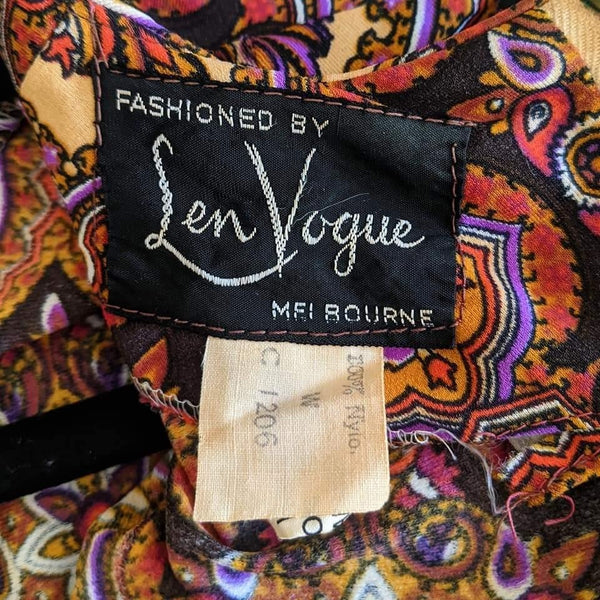 FASHIONED BY
Len Vogue
MELBOURNE
100% Nylo.
W
C 1206